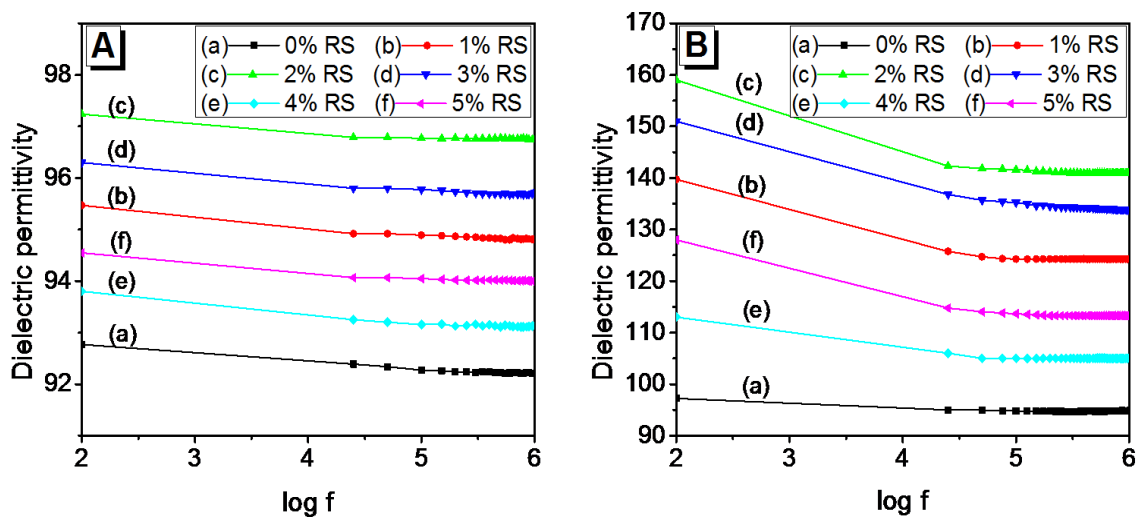 A
(a) 0% RS (b) 1% RS
(c) 2% RS (d) 3% RS
(e) 4% RS (f) 5% RS
98
96
94
92
Dielectric permittivity
(c)
(d)
(b)
(f)
(e)
(a)
2 3 4 5 6
log f
B
(a) 0% RS (b) 1% RS
(c) 2% RS (d) 3% RS
(e) 4% RS (f) 5% RS
170
160
150
140
130
120
110
100
90
Dielectric permittivity
(c)
(d)
(b)
(f)
(e)
(a)
2 3 4 5 6
log f